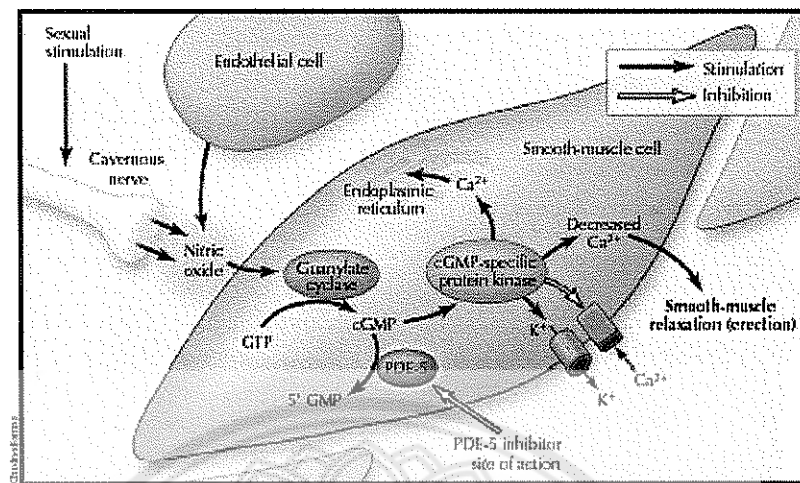 Sexual
stimulation
Endothelial cell
Stimulation
Inhibition
Cavernous
nerve
Smooth-muscle cell
Ca2+
Endoplasmic
reticulum
Decreased
Ca2+
Nitric
oxide
Guanylate
cyclase
cGMP-specific
protein kinase
Smooth-muscle
relaxation (erection)
GTP
cGMP
K+
PDE-5
Ca2+
K+
5' GMP
PDE-5 inhibitor
site of action